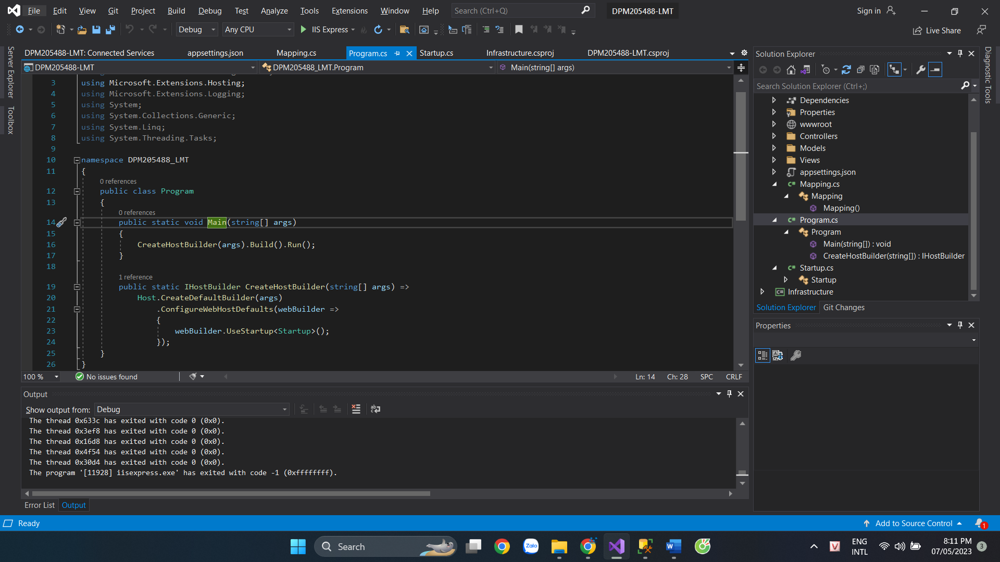 File Edit View Git Project Build Debug Test Analyze Tools Extensions Window Help Search (Ctrl+Q) DPM205488-LMT Sign in
Debug Any CPU IIS Express Live Share
DPM205488-LMT: Connected Services appsettings.json Mapping.cs Program.cs Startup.cs Infrastructure.csproj DPM205488-LMT.csproj
DPM205488-LMT DPM205488_LMT.Program Main(string[] args)
Server Explorer
Toolbox
3 using Microsoft.Extensions.Hosting;
4 using Microsoft.Extensions.Logging;
5 using System;
6 using System.Collections.Generic;
7 using System.Linq;
8 using System.Threading.Tasks;
9
10 namespace DPM205488_LMT
11 {
0 references
12 public class Program
13 {
0 references
14 public static void Main(string[] args)
15 {
16 CreateHostBuilder(args).Build().Run();
17 }
18
1 reference
19 public static IHostBuilder CreateHostBuilder(string[] args) =>
20 Host.CreateDefaultBuilder(args)
21 .ConfigureWebHostDefaults(webBuilder =>
22 {
23 webBuilder.UseStartup<Startup>();
24 });
25 }
26 }
100 % No issues found Ln: 14 Ch: 28 SPC CRLF
Output
Show output from: Debug
The thread 0x633c has exited with code 0 (0x0).
The thread 0x3ef8 has exited with code 0 (0x0).
The thread 0x16d8 has exited with code 0 (0x0).
The thread 0x4f54 has exited with code 0 (0x0).
The thread 0x30d4 has exited with code 0 (0x0).
The program '[11928] iisexpress.exe' has exited with code -1 (0xffffffff).
Error List Output
Solution Explorer
Search Solution Explorer (Ctrl+;)
Dependencies
Properties
wwwroot
Controllers
Models
Views
appsettings.json
C# Mapping.cs
Mapping
Mapping()
C# Program.cs
Program
Main(string[]) : void
CreateHostBuilder(string[]) : IHostBuilder
C# Startup.cs
Startup
C# Infrastructure
Solution Explorer Git Changes
Properties
Diagnostic Tools
Ready Add to Source Control 1
Search Zalo W V ENG
INTL
8:11 PM
07/05/2023
3